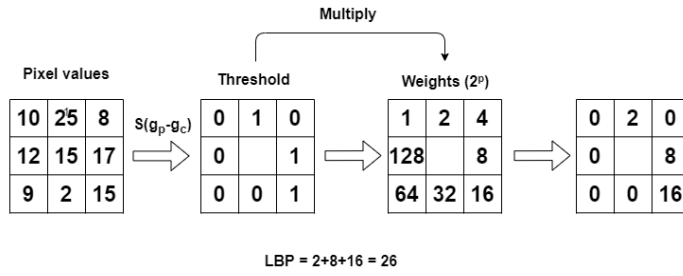 Multiply
Pixel values
Threshold
Weights (2ᵖ)
10 25 8
S(gₚ-g꜀)
0 1 0
1 2 4
0 2 0
12 15 17
0 1
128 8
0 8
9 2 15
0 0 1
64 32 16
0 0 16
LBP = 2+8+16 = 26